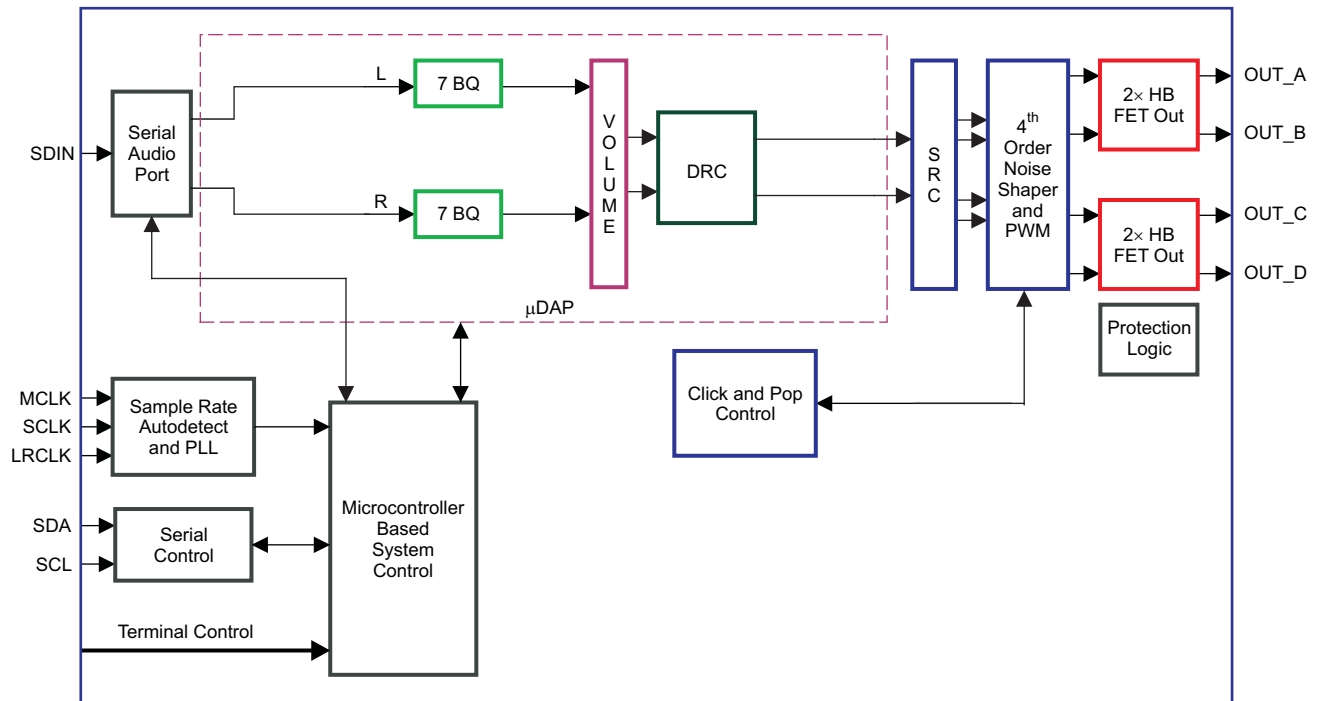 SDIN
Serial
Audio
Port
L
7 BQ
R
7 BQ
VOLUME
DRC
μDAP
SRC
4th
Order
Noise
Shaper
and
PWM
2× HB
FET Out
2× HB
FET Out
OUT_A
OUT_B
OUT_C
OUT_D
Protection
Logic
Click and Pop
Control
MCLK
SCLK
LRCLK
Sample Rate
Autodetect
and PLL
SDA
SCL
Serial
Control
Microcontroller
Based
System
Control
Terminal Control